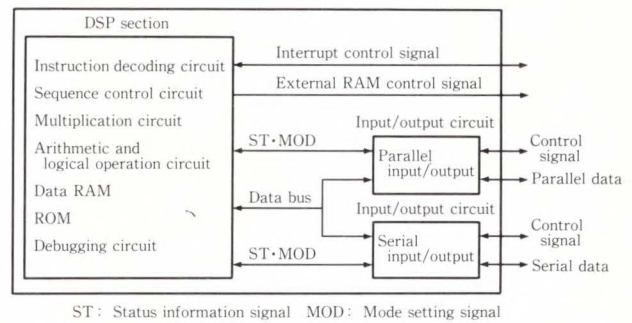 DSP section
Instruction decoding circuit
Sequence control circuit
Multiplication circuit
Arithmetic and
logical operation circuit
Data RAM
ROM
Debugging circuit
Interrupt control signal
External RAM control signal
Input/output circuit
ST·MOD
Parallel
input/output
Control
signal
Parallel data
Data bus
Input/output circuit
Serial
input/output
Control
signal
Serial data
ST·MOD
ST : Status information signal MOD : Mode setting signal